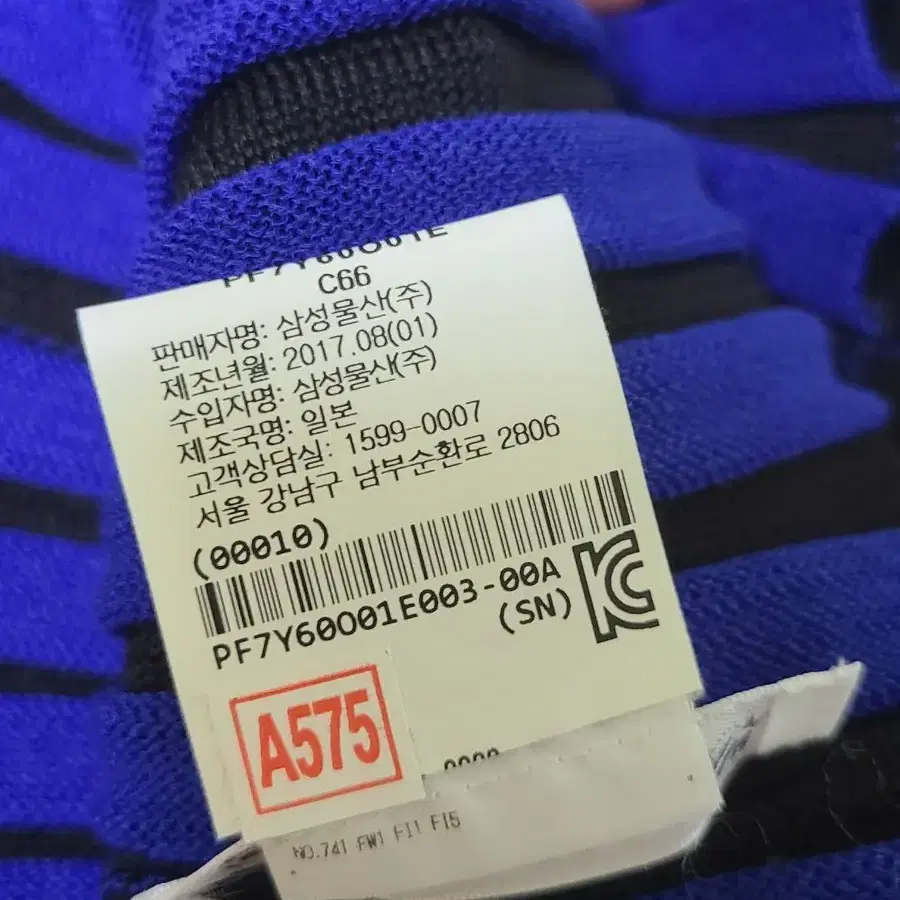 C66
판매자명: 삼성물산(주)
제조년월: 2017.08(01)
수입자명: 삼성물산(주)
제조국명: 일본
고객상담실: 1599-0007
서울 강남구 남부순환로 2806
(00010)
PF7Y60O01E003-00A
(SN)
A575
NO.741 FW1 FI1 FI5